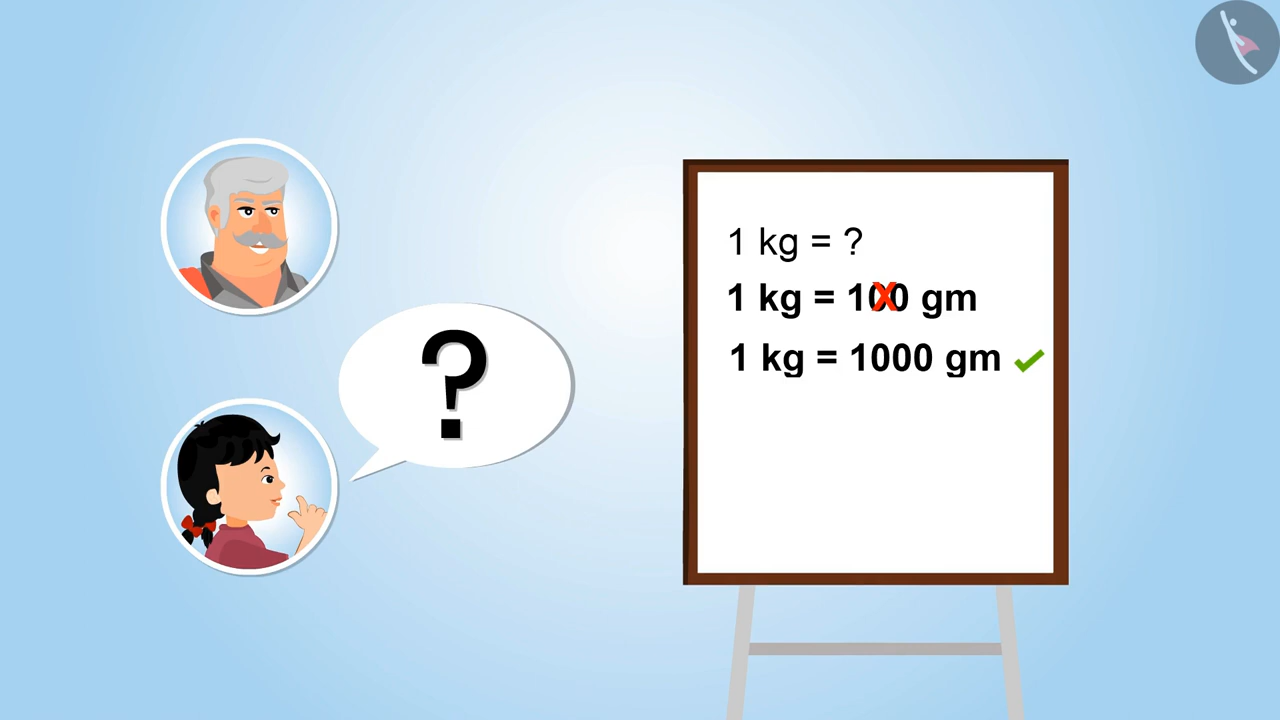 ?
1 kg = ?
1 kg = 100 gm
1 kg = 1000 gm